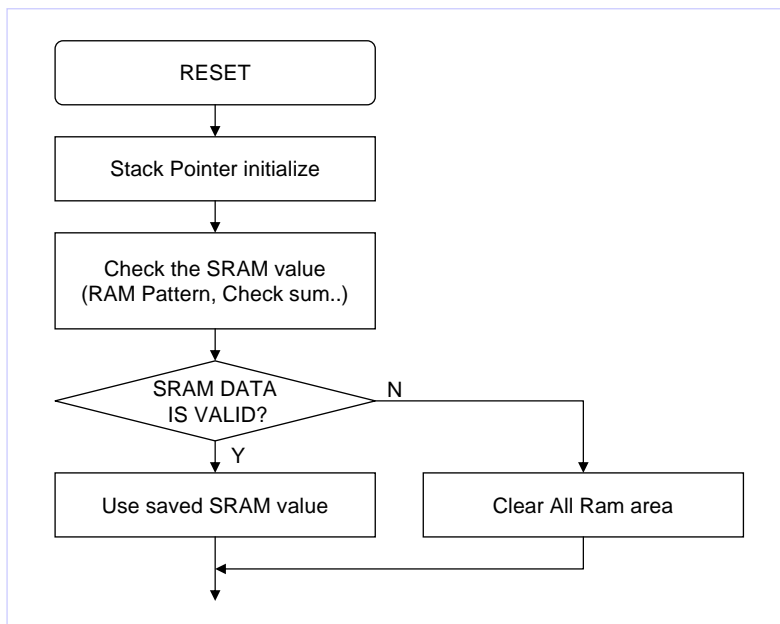 RESET
Stack Pointer initialize
Check the SRAM value
(RAM Pattern, Check sum..)
SRAM DATA
IS VALID?
N
Y
Use saved SRAM value
Clear All Ram area